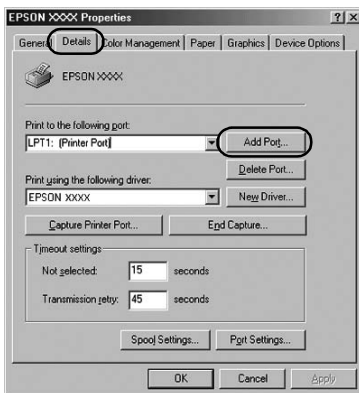 EPSON XXXX Properties
General Details Color Management Paper Graphics Device Options
EPSON XXXX
Print to the following port:
LPT1: (Printer Port) Add Port...
Delete Port...
Print using the following driver:
EPSON XXXX New Driver...
Capture Printer Port... End Capture...
Timeout settings
Not selected: 15 seconds
Transmission retry: 45 seconds
Spool Settings... Port Settings...
OK Cancel Apply